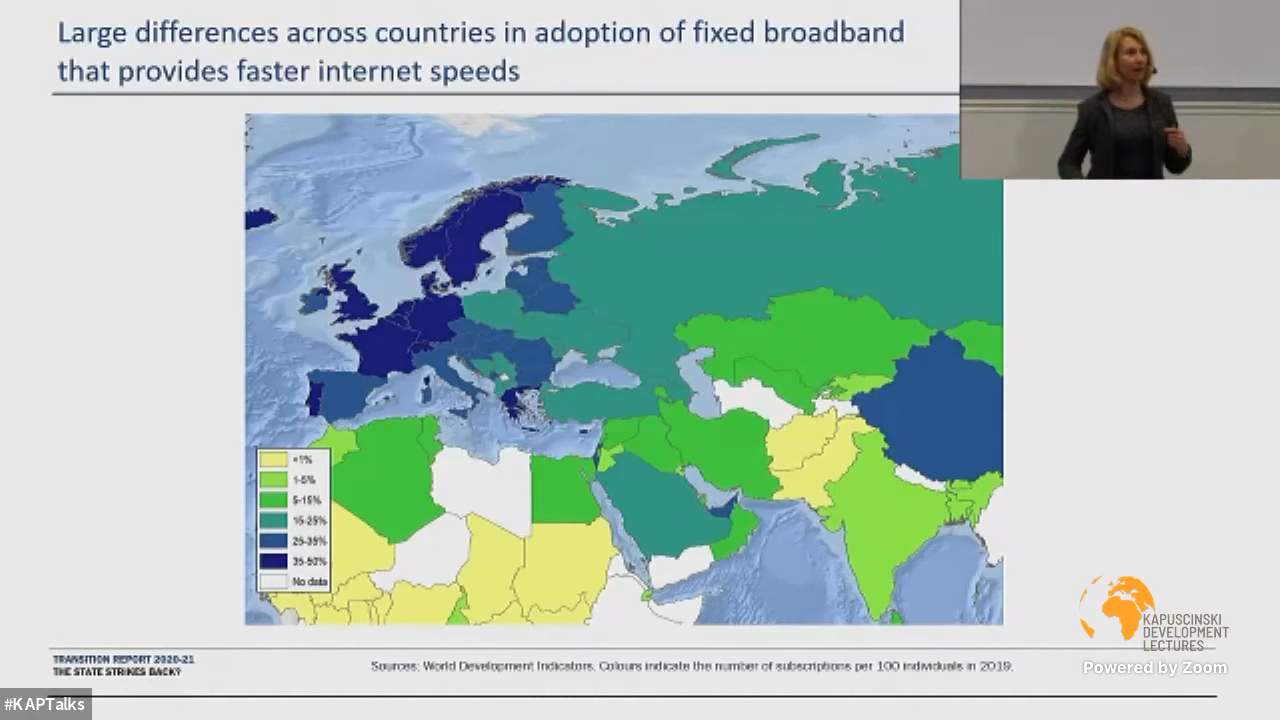 Large differences across countries in adoption of fixed broadband
that provides faster internet speeds
<1%
1-5%
5-15%
15-25%
25-35%
35-50%
No data
KAPUSCINSKI
DEVELOPMENT
LECTURES
Powered by Zoom
TRANSITION REPORT 2020-21
THE STATE STRIKES BACK?
Sources: World Development Indicators. Colours indicate the number of subscriptions per 100 individuals in 2019.
#KAPTalks